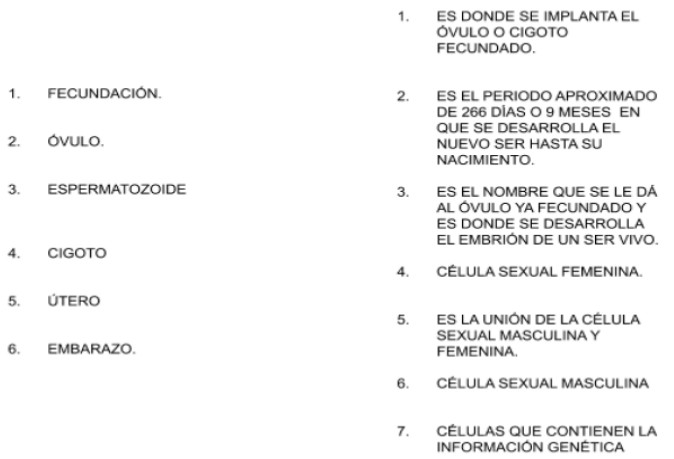 1. FECUNDACIÓN.
2. ÓVULO.
3. ESPERMATOZOIDE
4. CIGOTO
5. ÚTERO
6. EMBARAZO.
1. ES DONDE SE IMPLANTA EL
ÓVULO O CIGOTO
FECUNDADO.
2. ES EL PERIODO APROXIMADO
DE 266 DÌAS O 9 MESES EN
QUE SE DESARROLLA EL
NUEVO SER HASTA SU
NACIMIENTO.
3. ES EL NOMBRE QUE SE LE DÁ
AL ÓVULO YA FECUNDADO Y
ES DONDE SE DESARROLLA
EL EMBRIÓN DE UN SER VIVO.
4. CÉLULA SEXUAL FEMENINA.
5. ES LA UNIÓN DE LA CÉLULA
SEXUAL MASCULINA Y
FEMENINA.
6. CÉLULA SEXUAL MASCULINA
7. CÉLULAS QUE CONTIENEN LA
INFORMACIÓN GENÉTICA